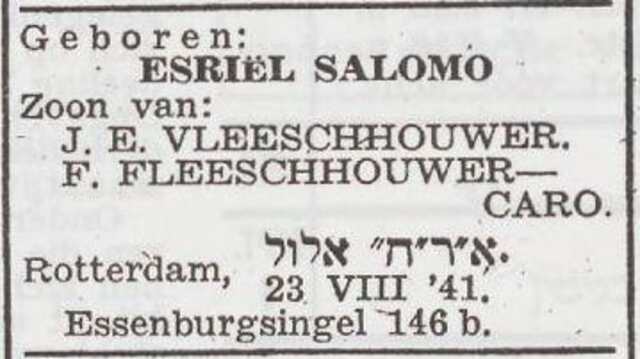 Geboren:
ESRIËL SALOMO
Zoon van:
J. E. VLEESCHHOUWER.
F. FLEESCHHOUWER—
CARO.
א׳ר״ח״ אלול.
Rotterdam,
23 VIII '41.
Essenburgsingel 146 b.